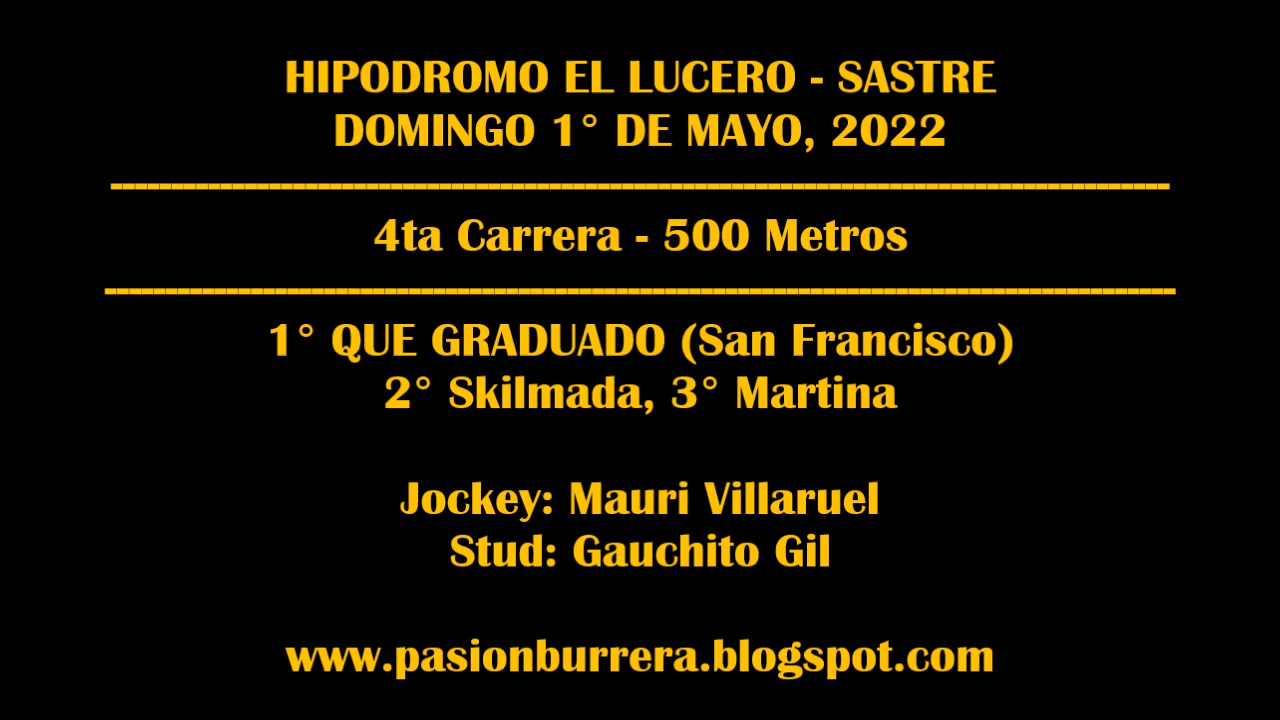 HIPODROMO EL LUCERO - SASTRE
DOMINGO 1° DE MAYO, 2022
4ta Carrera - 500 Metros
1° QUE GRADUADO (San Francisco)
2° Skilmada, 3° Martina
Jockey: Mauri Villaruel
Stud: Gauchito Gil
www.pasionburrera.blogspot.com